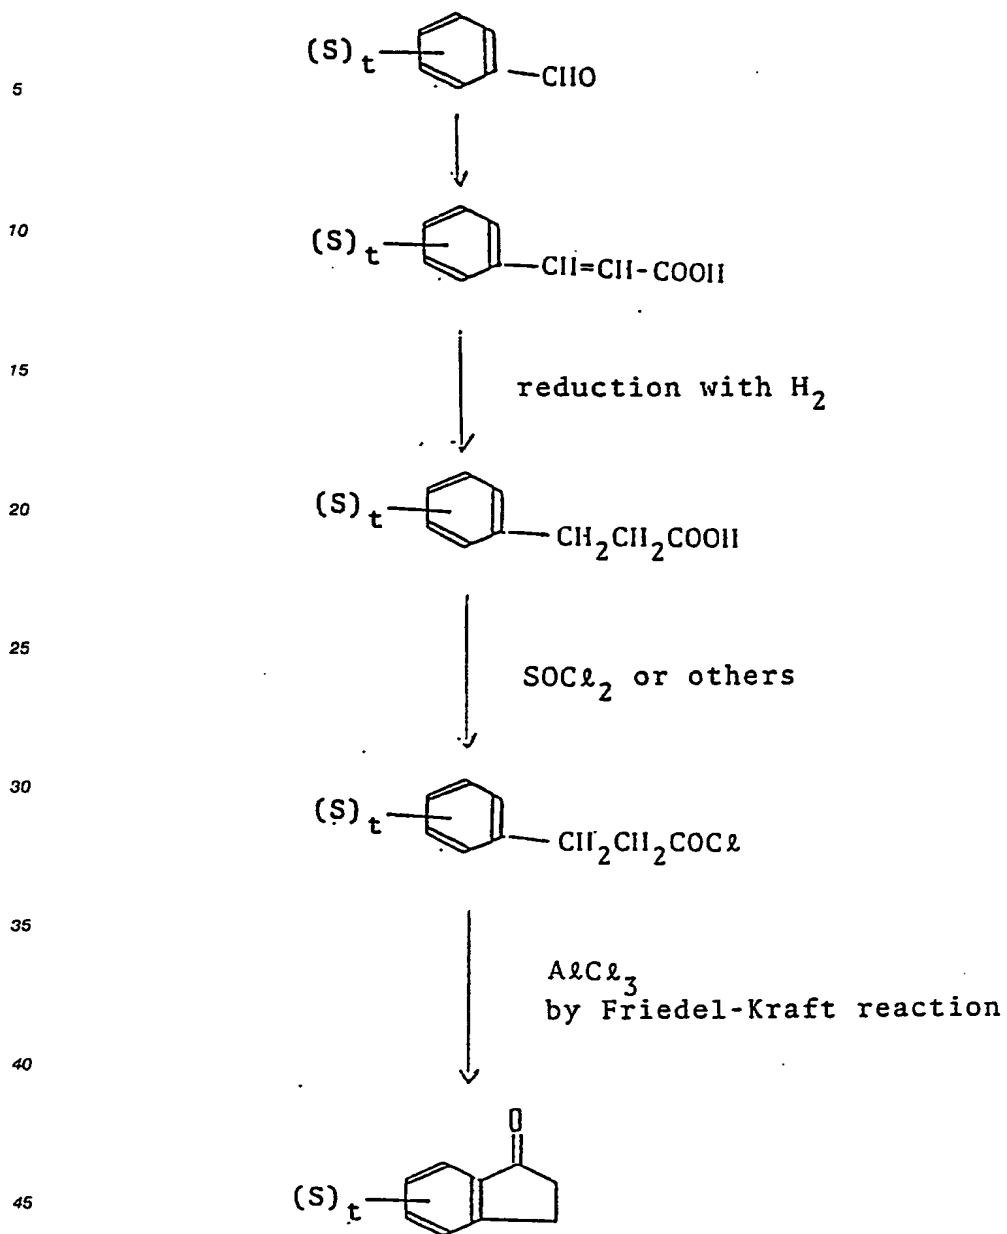 (S)t CHO
5
10
(S)t CH=CH-COOH
15
reduction with H2
20
(S)t CH2CH2COOH
25
SOCℓ2 or others
30
(S)t CH2CH2COCℓ
35
AℓCℓ3
by Friedel-Kraft reaction
40
O
45
(S)t